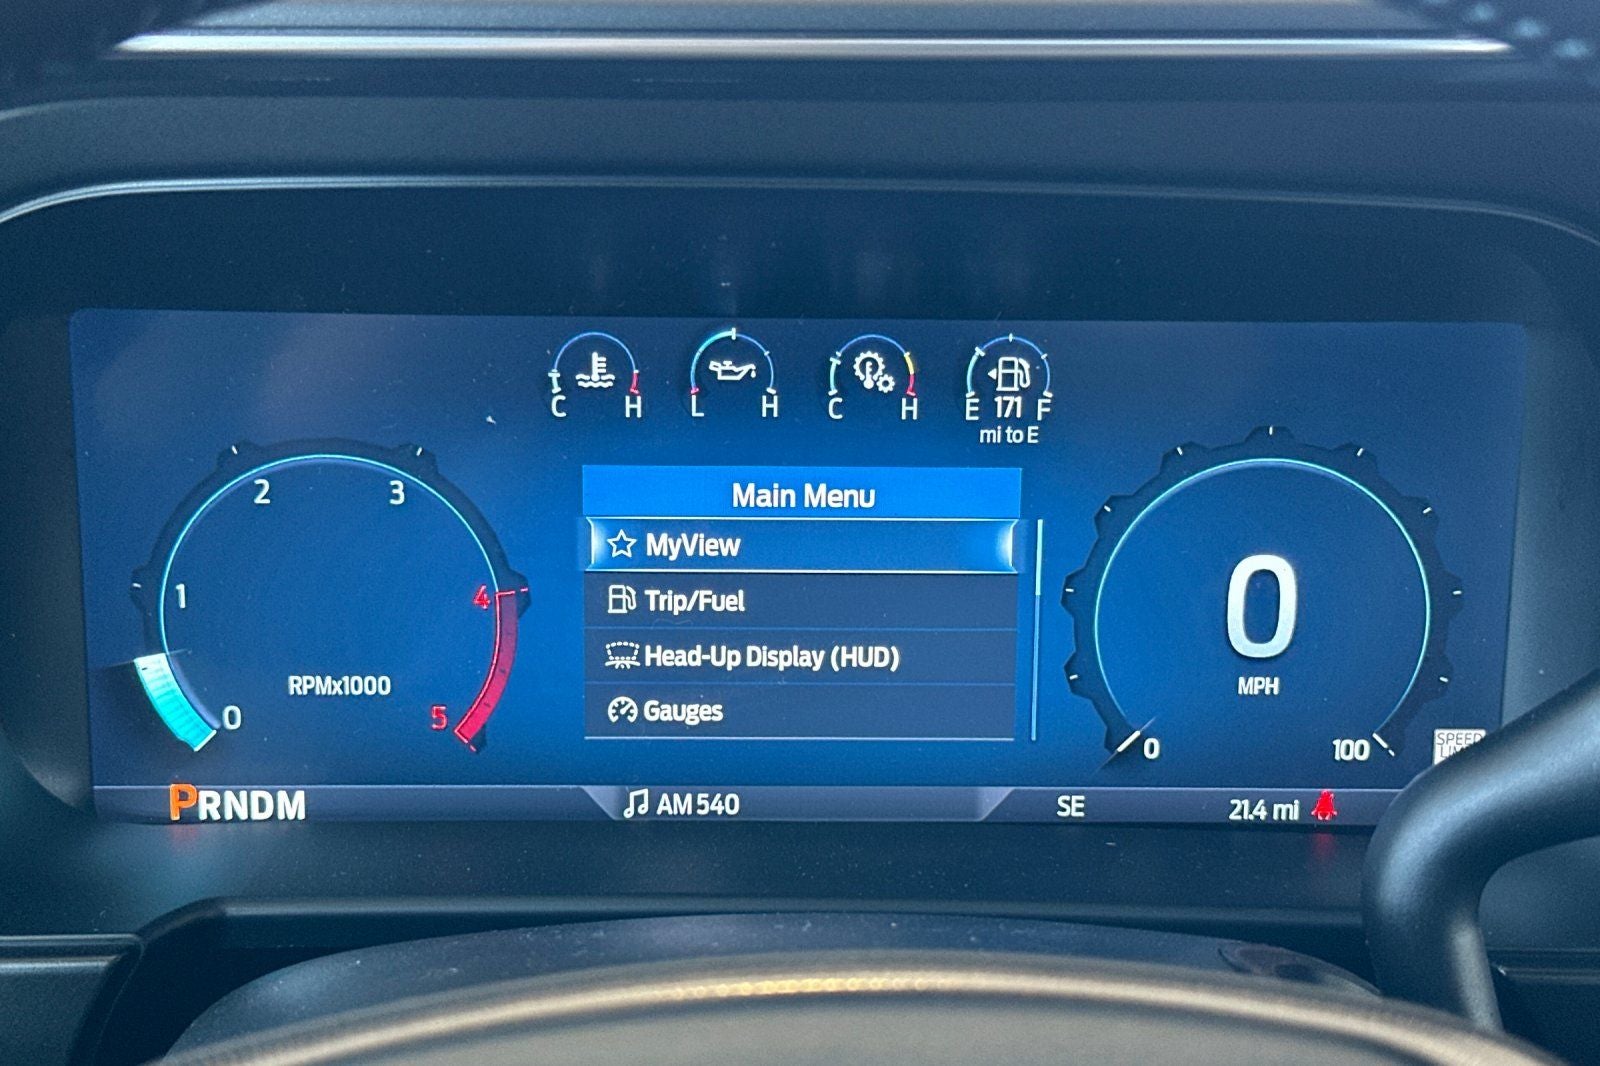 C H
L H
C H
E 171 F
mi to E
Main Menu
MyView
Trip/Fuel
Head-Up Display (HUD)
Gauges
0
1
2
3
4
5
RPMx1000
0
MPH
0
100
SPEED
PRNDM
AM 540
SE
21.4 mi